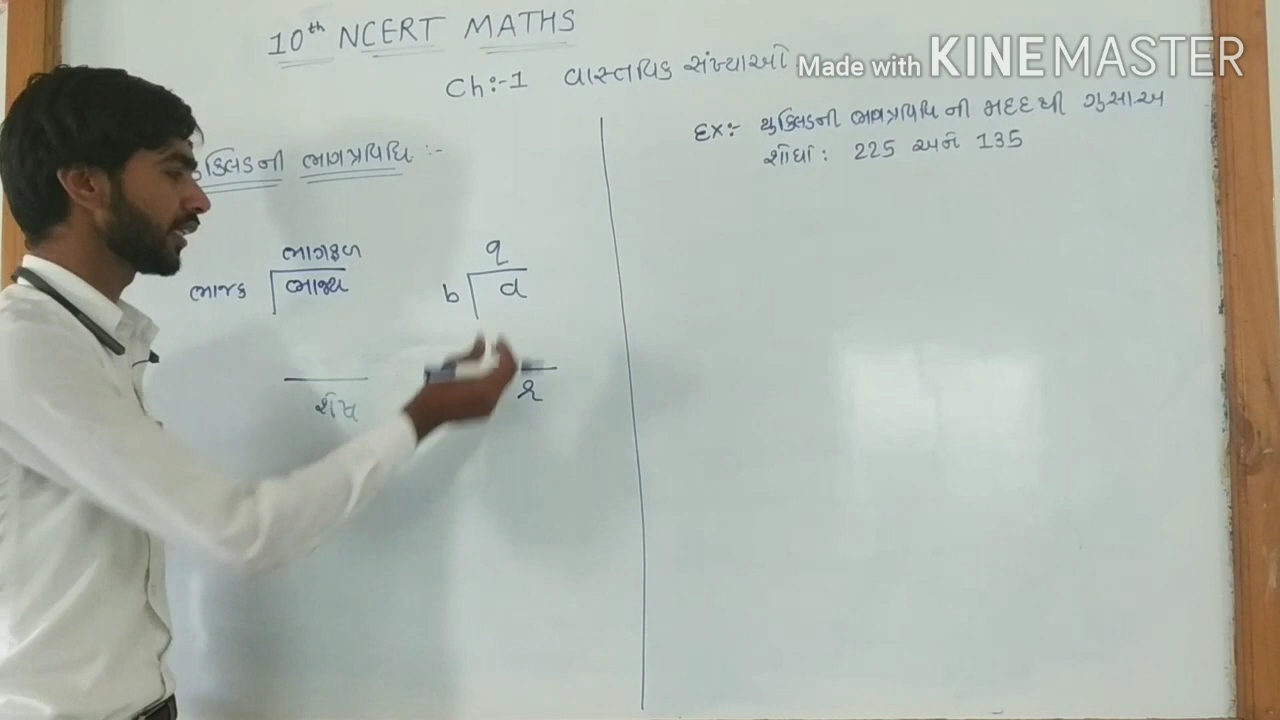 10th NCERT MATHS
Made with KINEMASTER
Ch:-1 વાસ્તવિક સંખ્યાઓ
Ex:- યુક્લિડની ભાગપ્રવિધિ ની મદદથી ગુસાઅ
શોધો : 225 અને 135
ભાગપ્રવિધિ :-
ભાગફળ
ભાજક ભાજ્ય
શેષ
q
b a
r